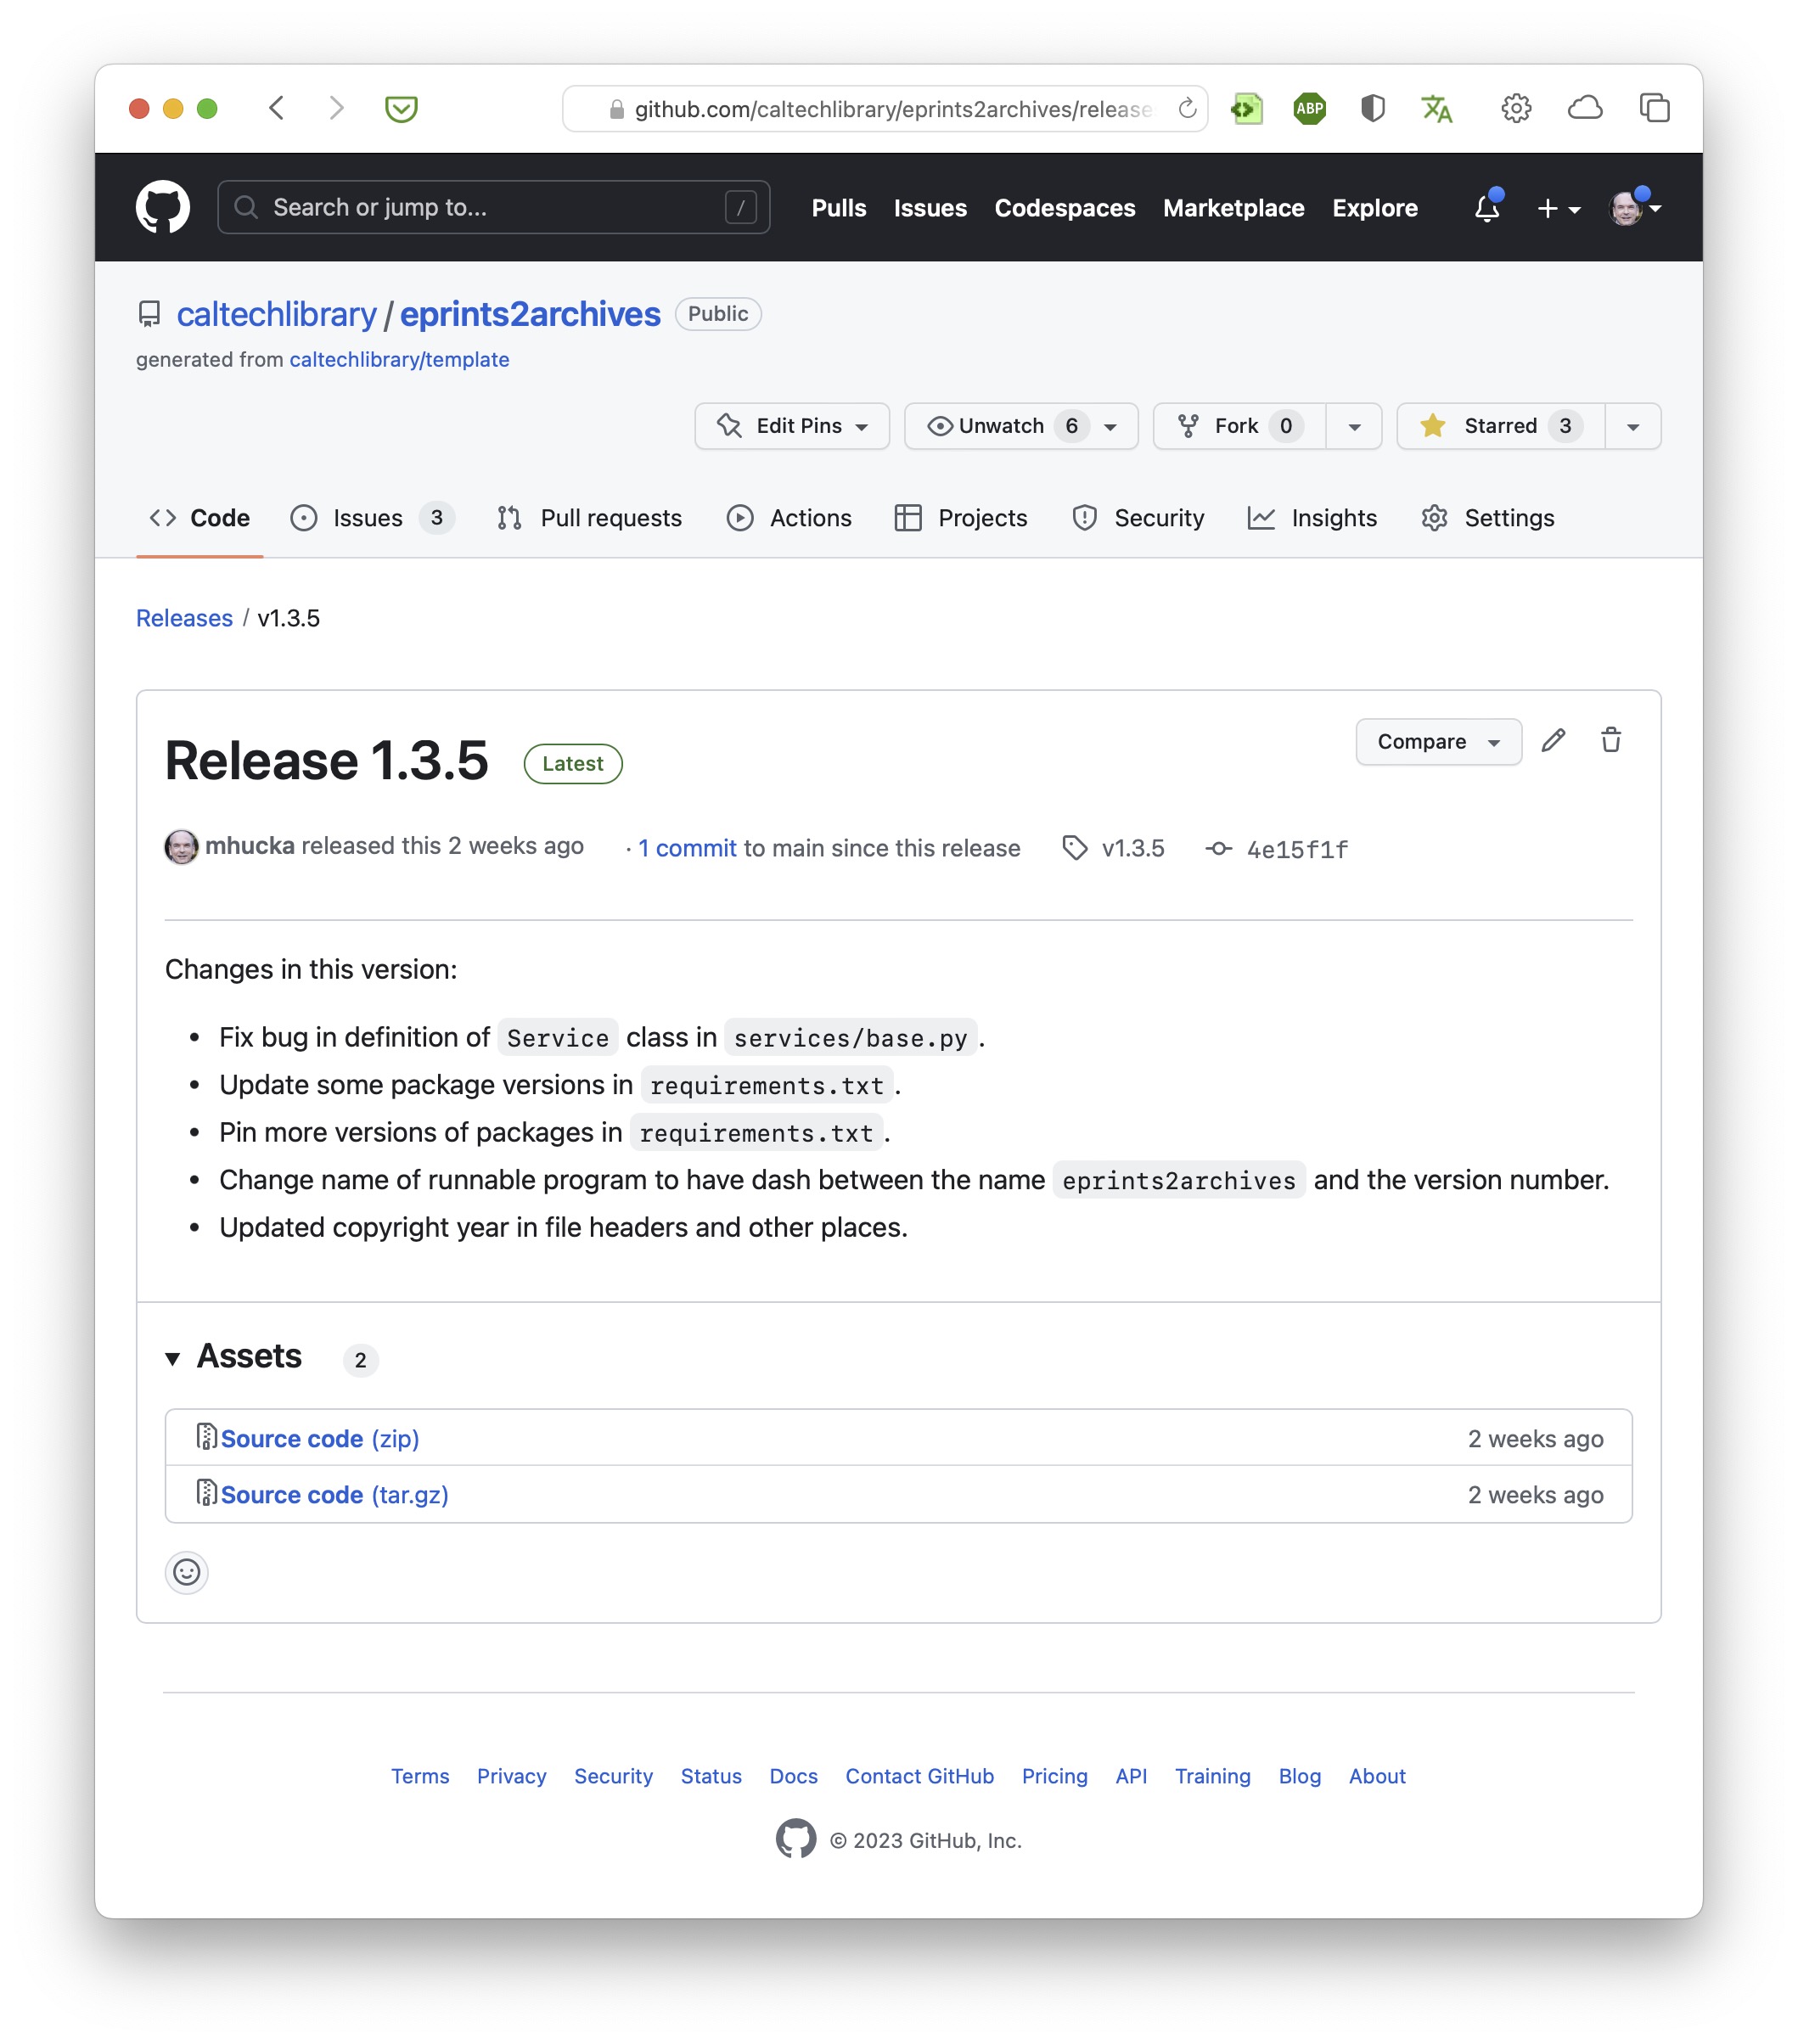 github.com/caltechlibrary/eprints2archives/release
ABP
Search or jump to... /
Pulls Issues Codespaces Marketplace Explore
caltechlibrary / eprints2archives Public
generated from caltechlibrary/template
Edit Pins Unwatch 6 Fork 0 Starred 3
Code Issues 3 Pull requests Actions Projects Security Insights Settings
Releases / v1.3.5
Release 1.3.5 Latest
Compare
mhucka released this 2 weeks ago · 1 commit to main since this release v1.3.5 4e15f1f
Changes in this version:
• Fix bug in definition of Service class in services/base.py.
• Update some package versions in requirements.txt.
• Pin more versions of packages in requirements.txt.
• Change name of runnable program to have dash between the name eprints2archives and the version number.
• Updated copyright year in file headers and other places.
Assets 2
Source code (zip) 2 weeks ago
Source code (tar.gz) 2 weeks ago
Terms Privacy Security Status Docs Contact GitHub Pricing API Training Blog About
© 2023 GitHub, Inc.